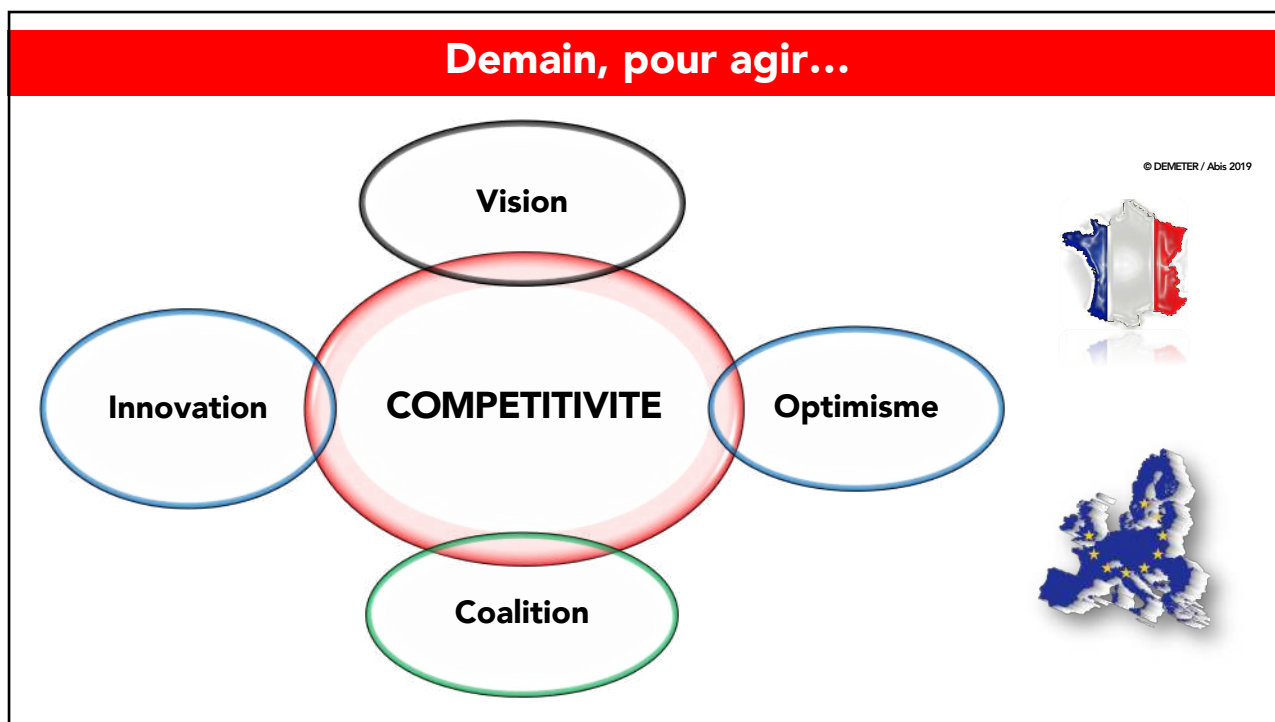 Demain, pour agir…
© DEMETER / Abis 2019
Vision
Innovation
COMPETITIVITE
Optimisme
Coalition